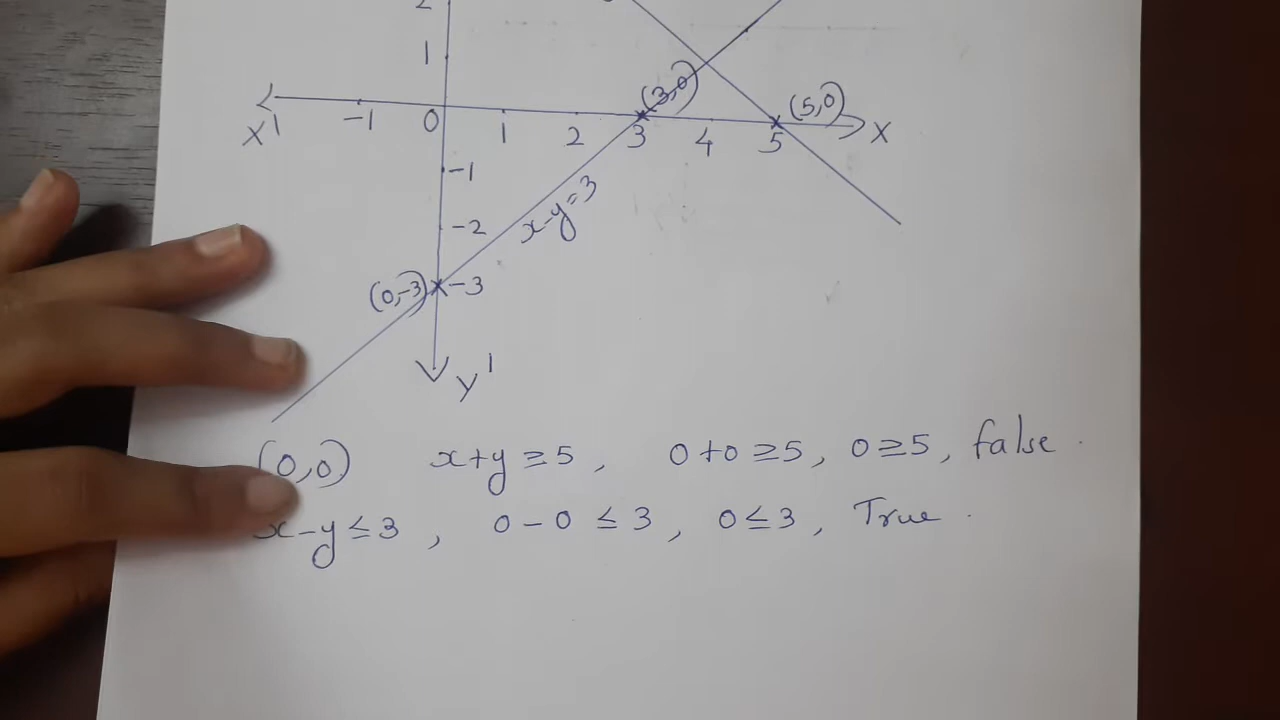 2
1
(3,0)
(5,0)
X' -1 0 1 2 3 4 5 X
-1
x-y=3
-2
(0,-3) -3
Y'
(0,0) x+y ≥5, 0+0 ≥5, 0≥5, false.
x-y≤3, 0-0 ≤3, 0≤3, True.